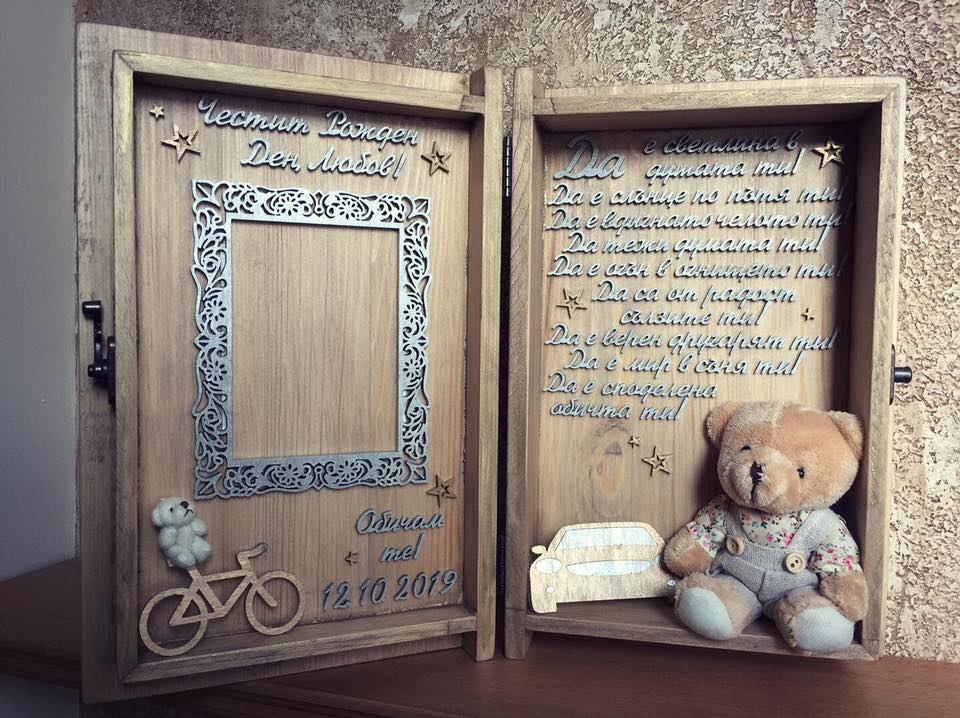 Честит Рожден
Ден, Любов!
Обичам
те!
12.10.2019
Да е светлина в
душата ти!
Да е слънце по пътя ти!
Да е вдигнато челото ти!
Да тежи думата ти!
Да е огън в огнището ти!
Да са от радост
сълзите ти!
Да е верен другарят ти!
Да е мир в съня ти!
Да е споделена
обичта ти!